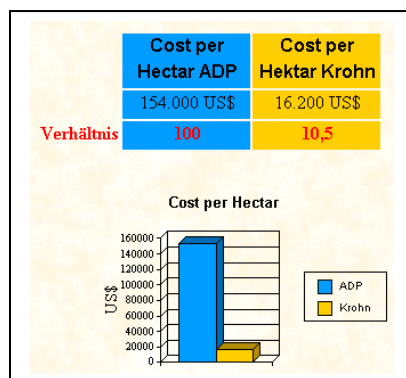 Cost per Hectar ADP
Cost per Hektar Krohn
154.000 US$
16.200 US$
Verhältnis
100
10,5
Cost per Hectar
US$
160000
140000
120000
100000
80000
60000
40000
20000
0
ADP
Krohn